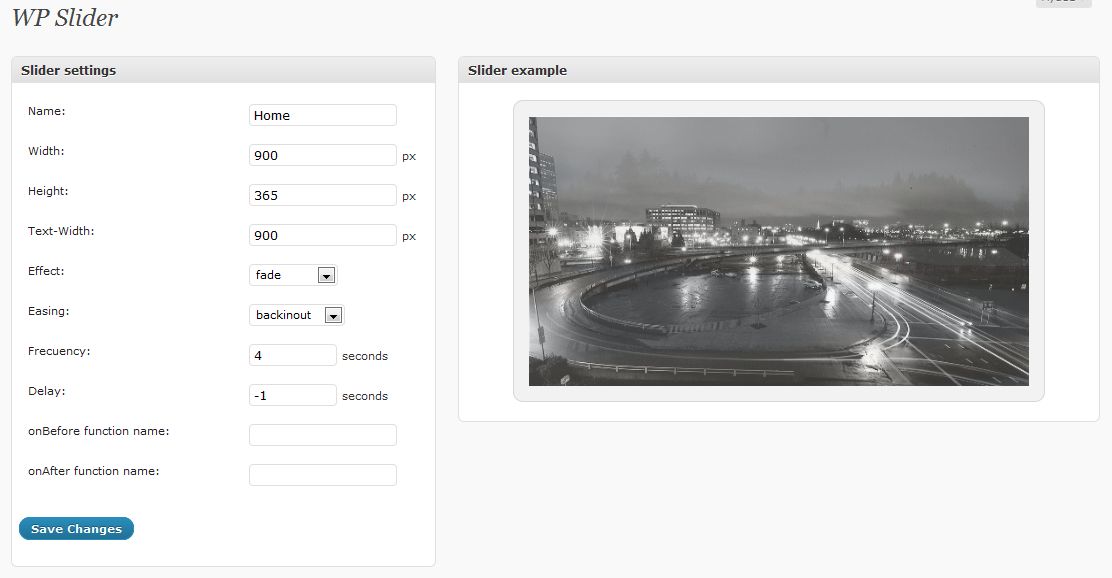 WP Slider
Slider settings
Name:
Home
Width:
900 px
Height:
365 px
Text-Width:
900 px
Effect:
fade
Easing:
backinout
Frecuency:
4 seconds
Delay:
-1 seconds
onBefore function name:
onAfter function name:
Save Changes
Slider example